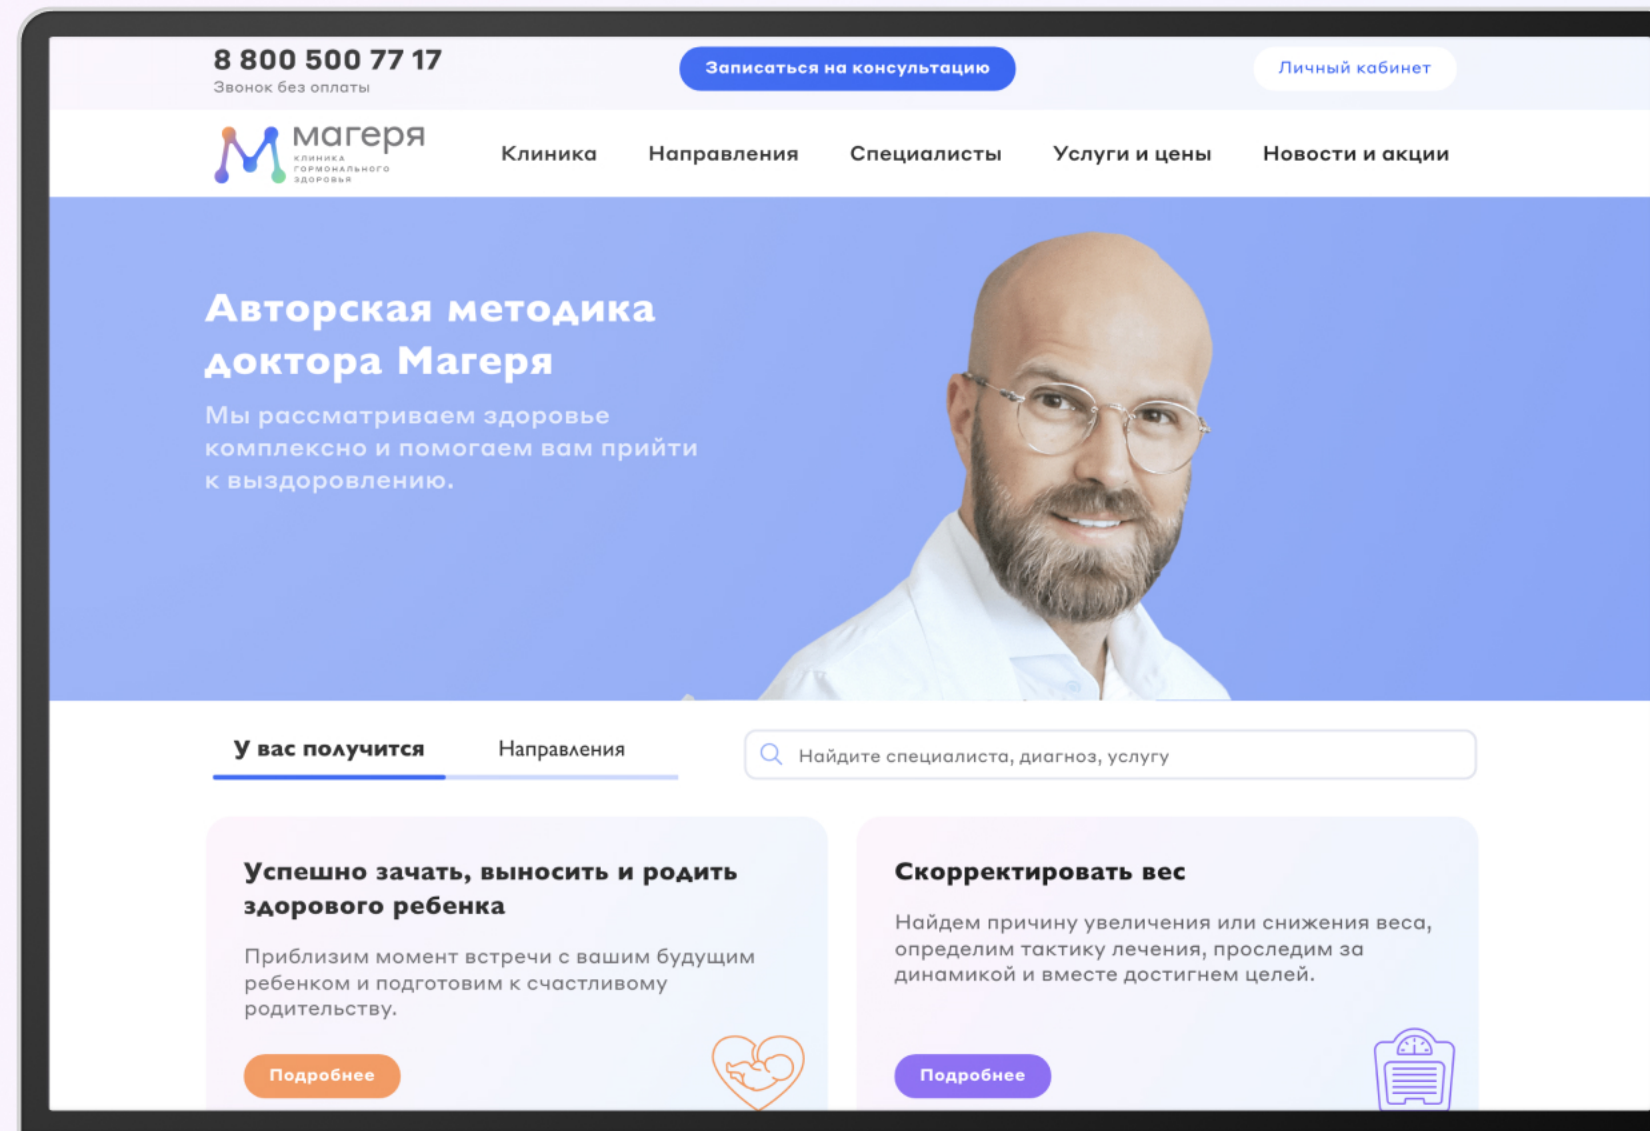 8 800 500 77 17
Звонок без оплаты
Записаться на консультацию
Личный кабинет
магеря
клиника
гормонального
здоровья
Клиника
Направления
Специалисты
Услуги и цены
Новости и акции
Авторская методика
доктора Магеря
Мы рассматриваем здоровье
комплексно и помогаем вам прийти
к выздоровлению.
У вас получится
Направления
Найдите специалиста, диагноз, услугу
Успешно зачать, выносить и родить
здорового ребенка
Приблизим момент встречи с вашим будущим
ребенком и подготовим к счастливому
родительству.
Подробнее
Скорректировать вес
Найдем причину увеличения или снижения веса,
определим тактику лечения, проследим за
динамикой и вместе достигнем целей.
Подробнее